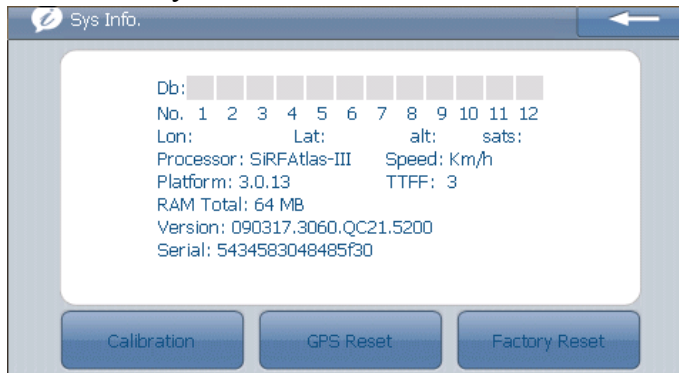 Sys Info.
Db:
No. 1 2 3 4 5 6 7 8 9 10 11 12
Lon: Lat: alt: sats:
Processor: SiRFAtlas-III Speed: Km/h
Platform: 3.0.13 TTFF: 3
RAM Total: 64 MB
Version: 090317.3060.QC21.5200
Serial: 5434583048485f30
Calibration GPS Reset Factory Reset